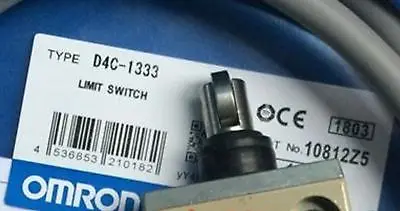 TYPE D4C-1333
LIMIT SWITCH
CE
1803
No. 10812Z5
4 536853 210182
OMRON